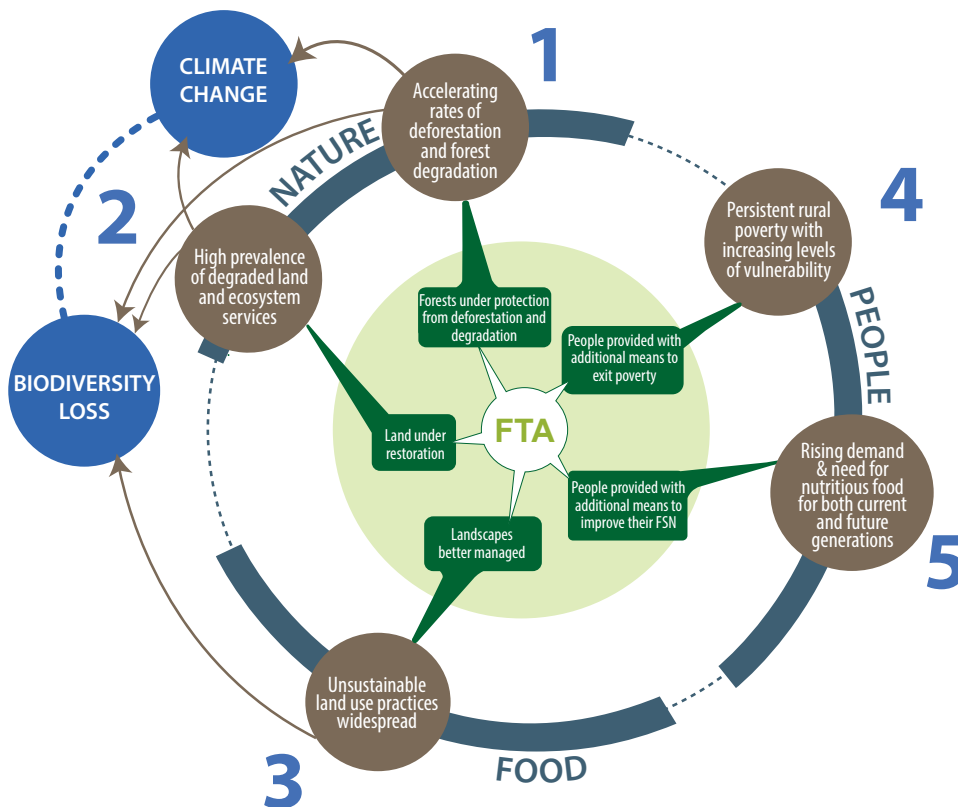 1
CLIMATE
CHANGE
Accelerating
rates of
deforestation
and forest
degradation
NATURE
2
4
Persistent rural
poverty with
increasing levels
of vulnerability
High prevalence
of degraded land
and ecosystem
services
Forests under protection
from deforestation and
degradation
PEOPLE
People provided with
additional means to
exit poverty
BIODIVERSITY
LOSS
FTA
Land under
restoration
Rising demand
& need for
nutritious food
for both current
and future
generations
People provided with
additional means to
improve their FSN
Landscapes
better managed
5
Unsustainable
land use practices
widespread
3
FOOD